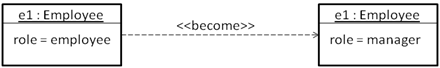 e1 : Employee
role = employee
<<become>>
e1 : Employee
role = manager